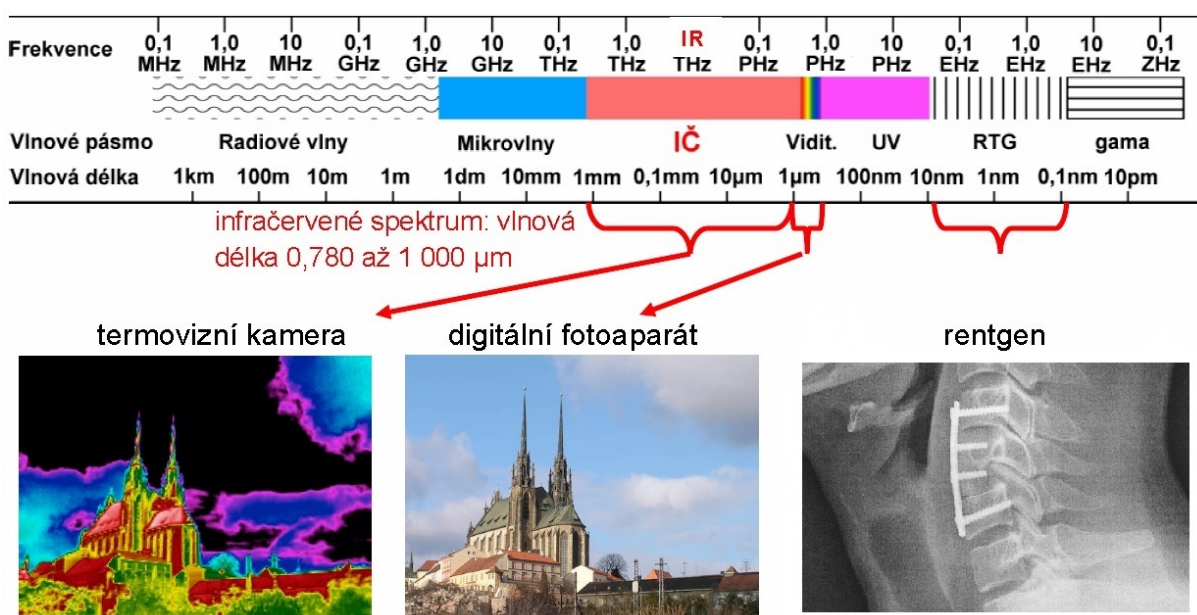 Frekvence 0,1 MHz 1,0 MHz 10 MHz 0,1 GHz 1,0 GHz 10 GHz 0,1 THz 1,0 THz IR THz 0,1 PHz 1,0 PHz 10 PHz 0,1 EHz 1,0 EHz 10 EHz 0,1 ZHz
Vlnové pásmo Radiové vlny Mikrovlny IČ Vidit. UV RTG gama
Vlnová délka 1km 100m 10m 1m 1dm 10mm 1mm 0,1mm 10µm 1µm 100nm 10nm 1nm 0,1nm 10pm
infračervené spektrum: vlnová
délka 0,780 až 1 000 µm
termovizní kamera digitální fotoaparát rentgen